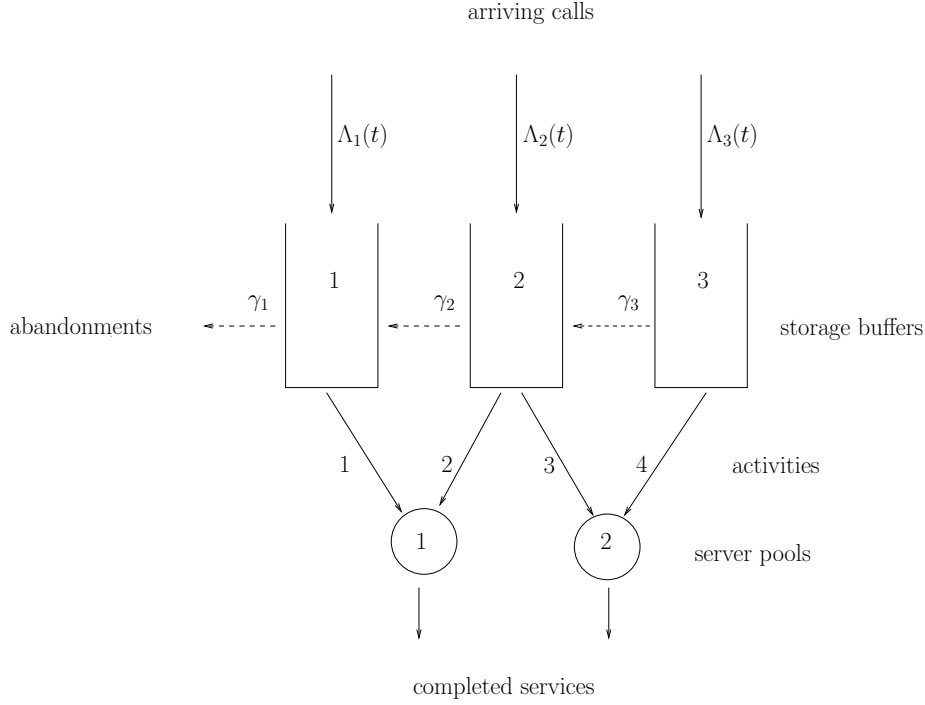 arriving calls
Λ₁(t) Λ₂(t) Λ₃(t)
1 2 3
γ₁ γ₂ γ₃
abandonments storage buffers
1 2 3 4 activities
1 2 server pools
completed services